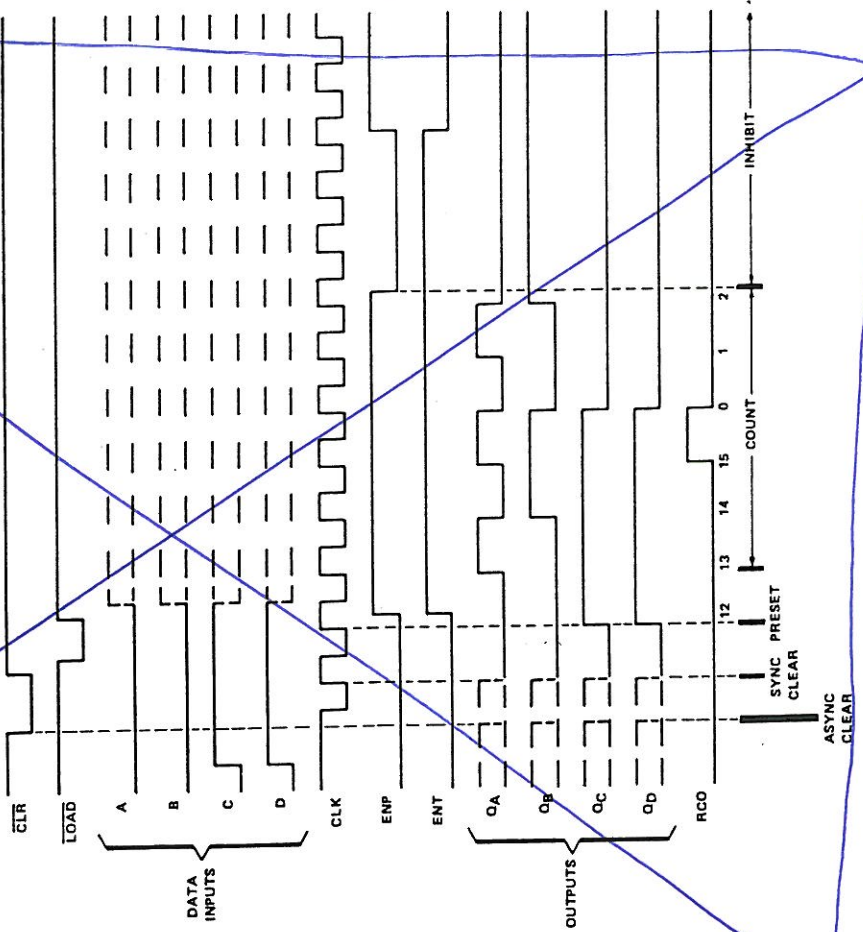 CLR
LOAD
DATA
INPUTS
A
B
C
D
CLK
ENP
ENT
OUTPUTS
QA
QB
QC
QD
RCO
12 13 14 15 0 1 2
ASYNC
CLEAR
SYNC
CLEAR
PRESET
COUNT
INHIBIT